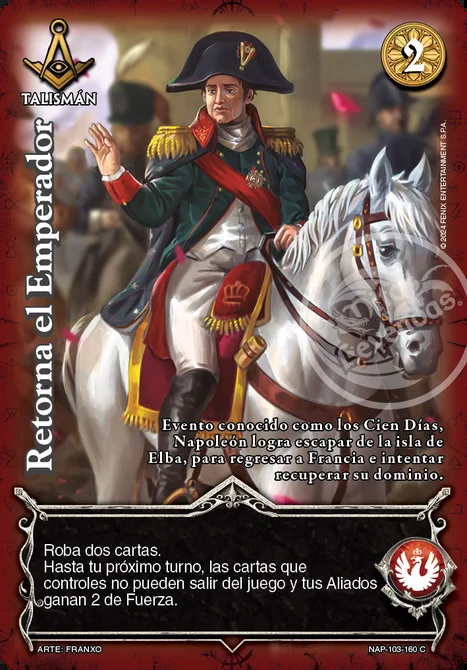 2
TALISMÁN
Retorna el Emperador
© 2024 FENIX ENTERTAINMENT S.P.A.
Leyendas.
Evento conocido como los Cien Días,
Napoleón logra escapar de la isla de
Elba, para regresar a Francia e intentar
recuperar su dominio.
Roba dos cartas.
Hasta tu próximo turno, las cartas que
controles no pueden salir del juego y tus Aliados
ganan 2 de Fuerza.
ARTE: FRANXO
NAP-103-160 C